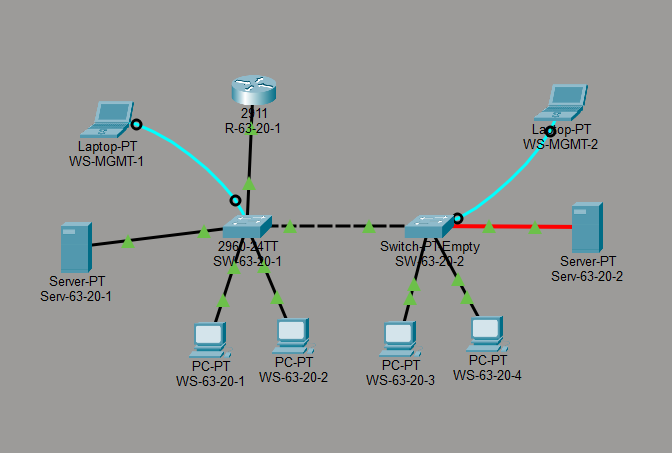 2911
R-63-20-1
Laptop-PT
WS-MGMT-1
Laptop-PT
WS-MGMT-2
Server-PT
Serv-63-20-1
2960-24TT
SW-63-20-1
Switch-PT-Empty
SW-63-20-2
Server-PT
Serv-63-20-2
PC-PT
WS-63-20-1
PC-PT
WS-63-20-2
PC-PT
WS-63-20-3
PC-PT
WS-63-20-4